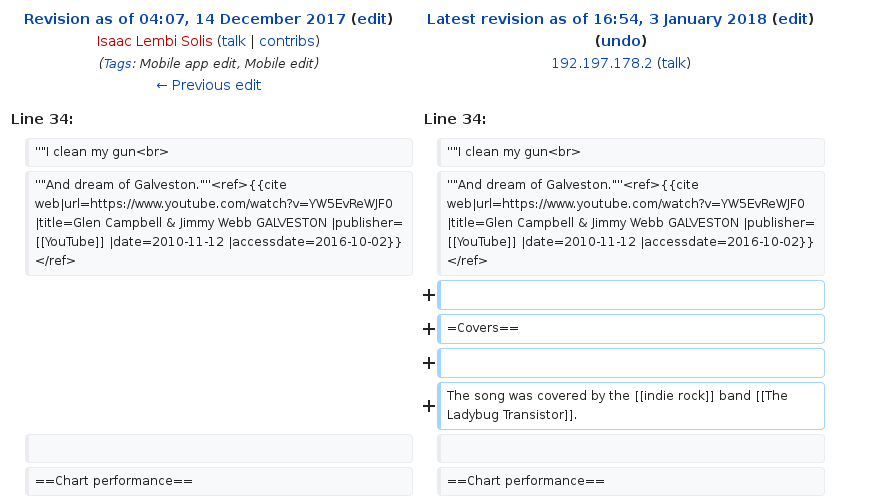 Revision as of 04:07, 14 December 2017 (edit)
Isaac Lembi Solis (talk | contribs)
(Tags: Mobile app edit, Mobile edit)
← Previous edit
Latest revision as of 16:54, 3 January 2018 (edit)
(undo)
192.197.178.2 (talk)
Line 34:
Line 34:
''"I clean my gun<br>
''"I clean my gun<br>
''"And dream of Galveston."''<ref>{{cite
web|url=https://www.youtube.com/watch?v=YW5EvReWJF0
|title=Glen Campbell & Jimmy Webb GALVESTON |publisher=
[[YouTube]] |date=2010-11-12 |accessdate=2016-10-02}}
</ref>
''"And dream of Galveston."''<ref>{{cite
web|url=https://www.youtube.com/watch?v=YW5EvReWJF0
|title=Glen Campbell & Jimmy Webb GALVESTON |publisher=
[[YouTube]] |date=2010-11-12 |accessdate=2016-10-02}}
</ref>
+
+ =Covers==
+
+ The song was covered by the [[indie rock]] band [[The
Ladybug Transistor]].
==Chart performance==
==Chart performance==